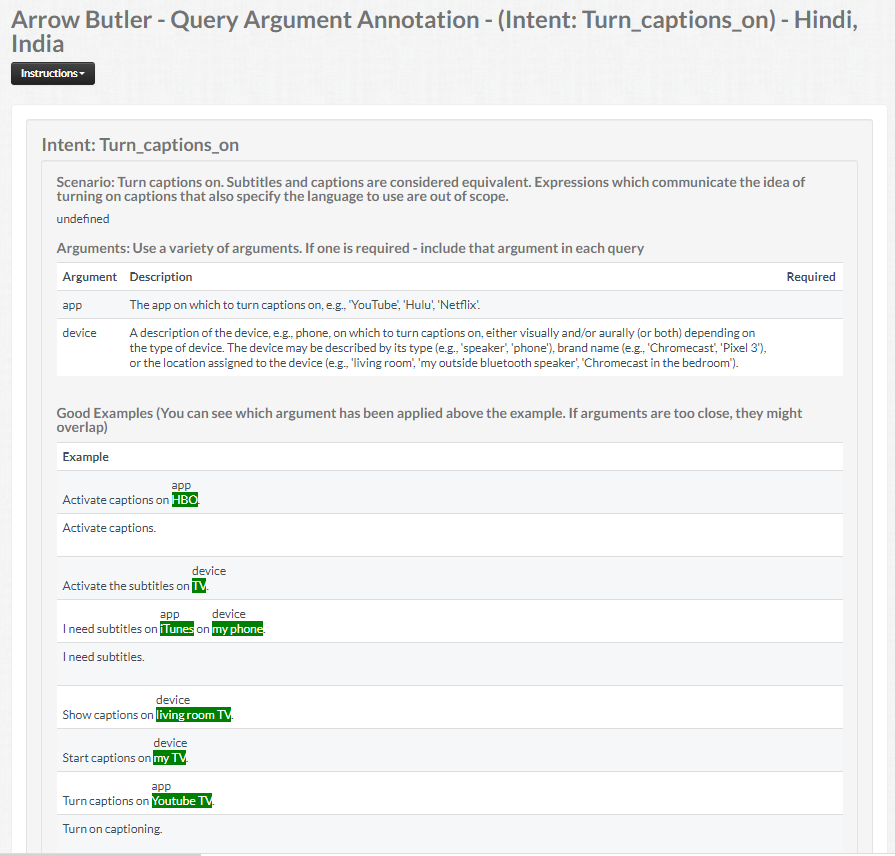 Arrow Butler - Query Argument Annotation - (Intent: Turn_captions_on) - Hindi,
India
Instructions
Intent: Turn_captions_on
Scenario: Turn captions on. Subtitles and captions are considered equivalent. Expressions which communicate the idea of
turning on captions that also specify the language to use are out of scope.
undefined
Arguments: Use a variety of arguments. If one is required - include that argument in each query
Argument Description Required
app The app on which to turn captions on, e.g., 'YouTube', 'Hulu', 'Netflix'.
device A description of the device, e.g., phone, on which to turn captions on, either visually and/or aurally (or both) depending on
the type of device. The device may be described by its type (e.g., 'speaker', 'phone'), brand name (e.g., 'Chromecast', 'Pixel 3'),
or the location assigned to the device (e.g., 'living room', 'my outside bluetooth speaker', 'Chromecast in the bedroom').
Good Examples (You can see which argument has been applied above the example. If arguments are too close, they might
overlap)
Example
app
Activate captions on HBO.
Activate captions.
device
Activate the subtitles on TV.
app device
I need subtitles on iTunes on my phone.
I need subtitles.
device
Show captions on living room TV.
device
Start captions on my TV.
app
Turn captions on Youtube TV.
Turn on captioning.